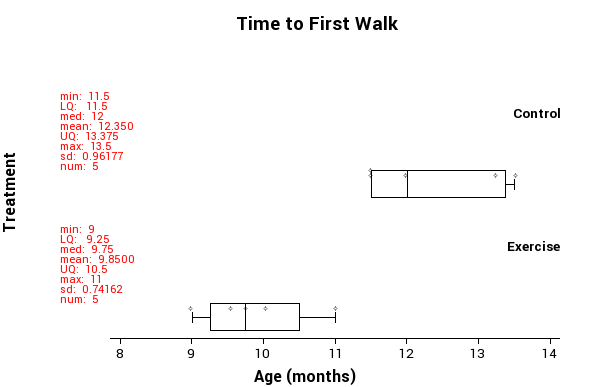 Time to First Walk
min: 11.5
LQ: 11.5
med: 12
mean: 12.350
UQ: 13.375
max: 13.5
sd: 0.96177
num: 5
Control
Treatment
min: 9
LQ: 9.25
med: 9.75
mean: 9.8500
UQ: 10.5
max: 11
sd: 0.74162
num: 5
Exercise
8 9 10 11 12 13 14
Age (months)